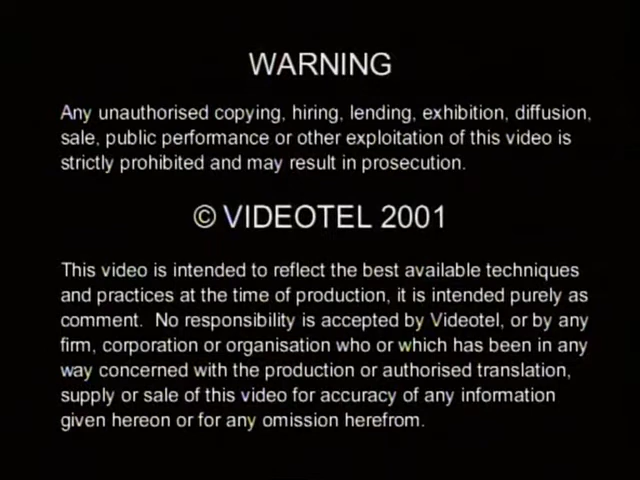 WARNING
Any unauthorised copying, hiring, lending, exhibition, diffusion,
sale, public performance or other exploitation of this video is
strictly prohibited and may result in prosecution.
© VIDEOTEL 2001
This video is intended to reflect the best available techniques
and practices at the time of production, it is intended purely as
comment.  No responsibility is accepted by Videotel, or by any
firm, corporation or organisation who or which has been in any
way concerned with the production or authorised translation,
supply or sale of this video for accuracy of any information
given hereon or for any omission herefrom.